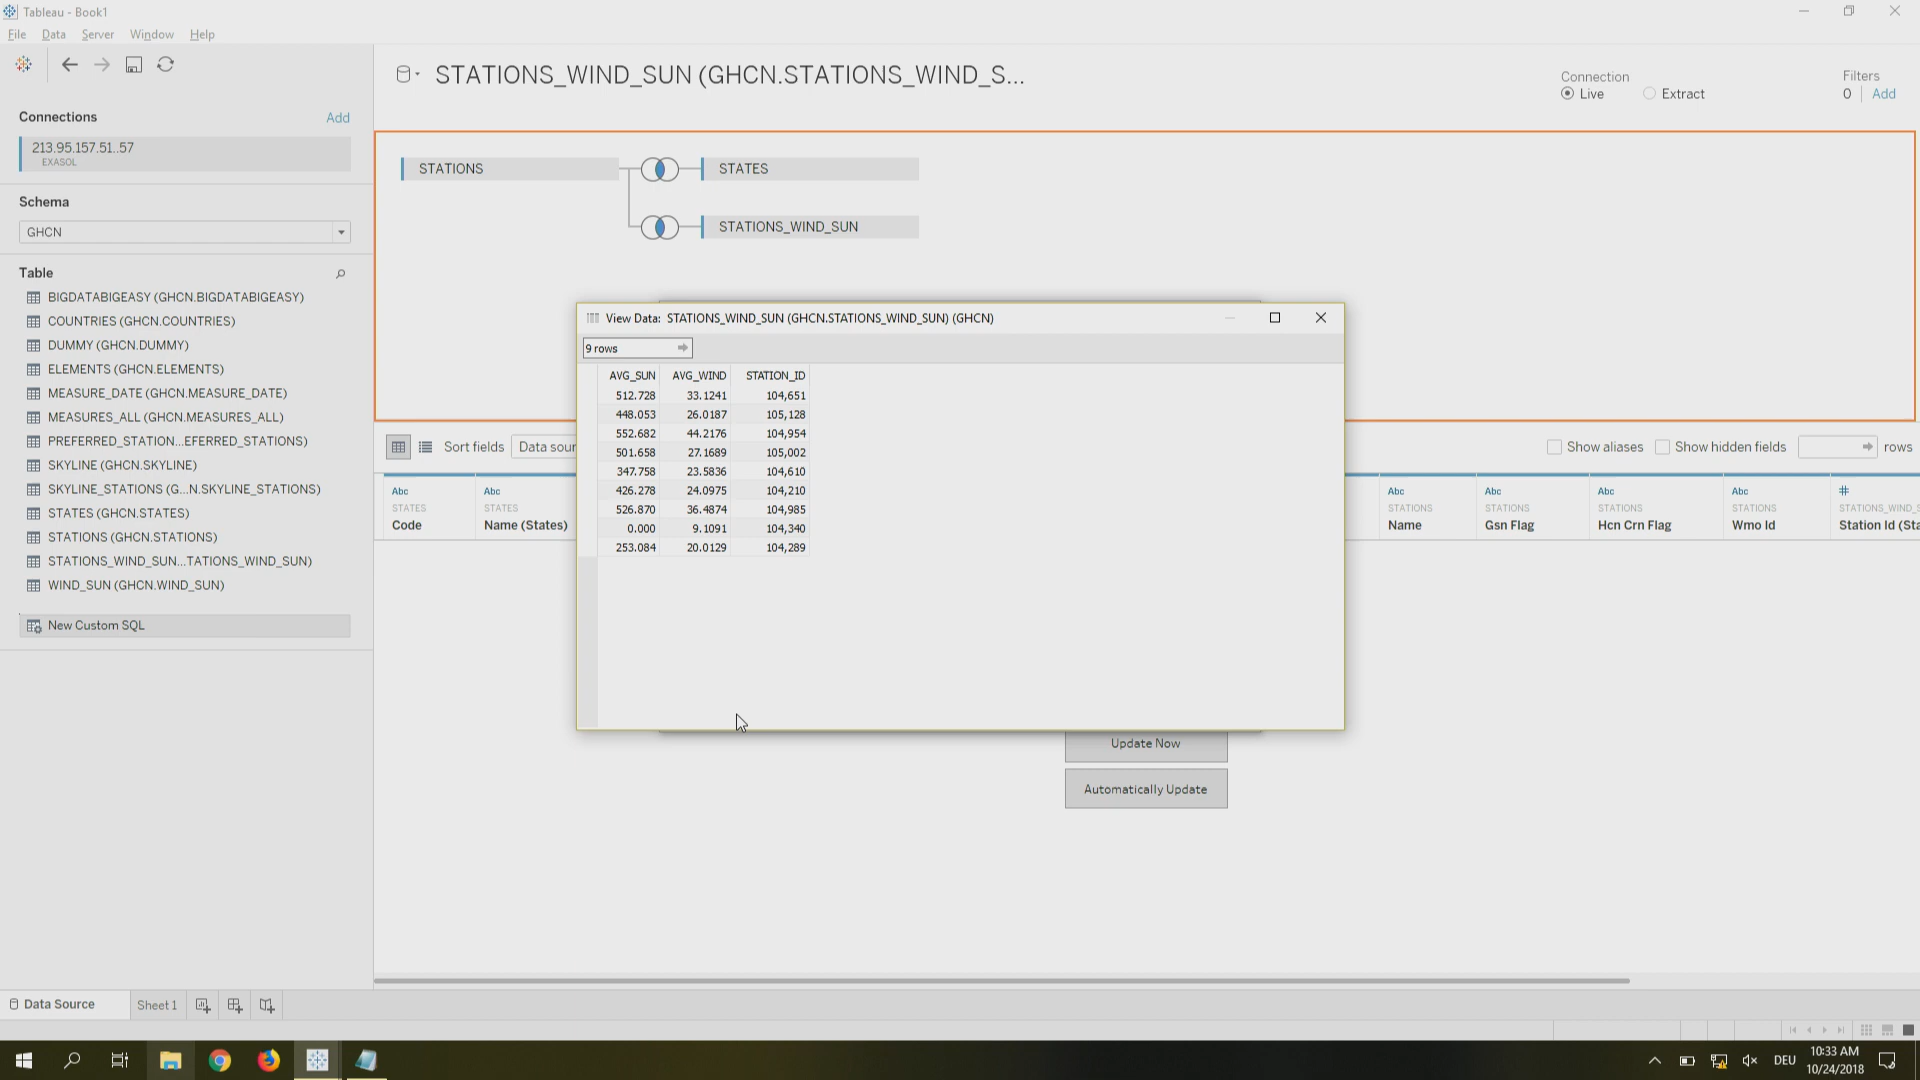 Tableau - Book1
File Data Server Window Help
Connections Add
213.95.157.51..57
EXASOL
Schema
GHCN
Table
BIGDATABIGEASY (GHCN.BIGDATABIGEASY)
COUNTRIES (GHCN.COUNTRIES)
DUMMY (GHCN.DUMMY)
ELEMENTS (GHCN.ELEMENTS)
MEASURE_DATE (GHCN.MEASURE_DATE)
MEASURES_ALL (GHCN.MEASURES_ALL)
PREFERRED_STATION...EFERRED_STATIONS)
SKYLINE (GHCN.SKYLINE)
SKYLINE_STATIONS (G...N.SKYLINE_STATIONS)
STATES (GHCN.STATES)
STATIONS (GHCN.STATIONS)
STATIONS_WIND_SUN...TATIONS_WIND_SUN)
WIND_SUN (GHCN.WIND_SUN)
New Custom SQL
STATIONS_WIND_SUN (GHCN.STATIONS_WIND_S...
Connection
Live Extract
Filters
0 Add
STATIONS STATES
STATIONS_WIND_SUN
View Data: STATIONS_WIND_SUN (GHCN.STATIONS_WIND_SUN) (GHCN)
9 rows
AVG_SUN AVG_WIND STATION_ID
512.728 33.1241 104,651
448.053 26.0187 105,128
552.682 44.2176 104,954
501.658 27.1689 105,002
347.758 23.5836 104,610
426.278 24.0975 104,210
526.870 36.4874 104,985
0.000 9.1091 104,340
253.084 20.0129 104,289
Sort fields Data sour Show aliases Show hidden fields rows
Abc Abc Abc Abc Abc Abc #
STATES STATES STATIONS STATIONS STATIONS STATIONS STATIONS_WIND_S
Code Name (States) Name Gsn Flag Hcn Crn Flag Wmo Id Station Id (Sta
Update Now
Automatically Update
Data Source Sheet 1
DEU 10:33 AM
10/24/2018